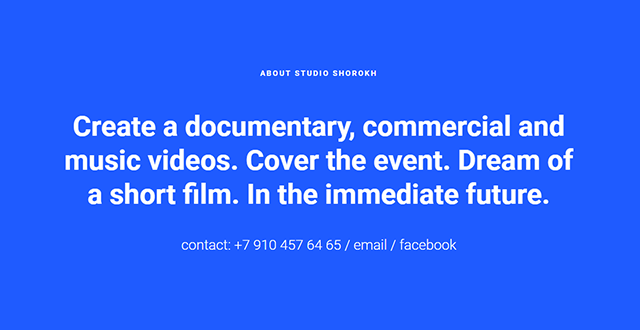 ABOUT STUDIO SHOROKH
Create a documentary, commercial and
music videos. Cover the event. Dream of
a short film. In the immediate future.
contact: +7 910 457 64 65 / email / facebook